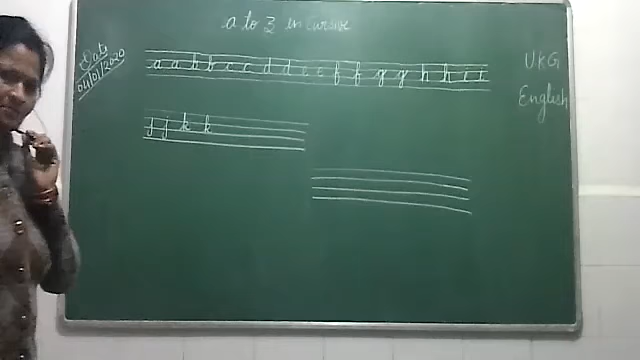 a to z in cursive
Date
04/01/2020
UKG
English
a a b b c c d d e e f f g g h h i i
j j k k